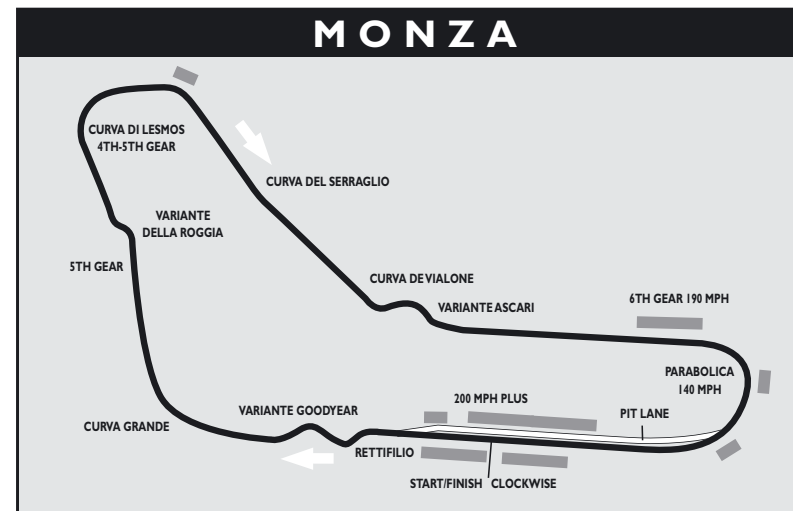 MONZA
CURVA DI LESMOS
4TH-5TH GEAR
CURVA DEL SERRAGLIO
VARIANTE
DELLA ROGGIA
5TH GEAR
CURVA DE VIALONE
VARIANTE ASCARI
6TH GEAR 190 MPH
PARABOLICA
140 MPH
200 MPH PLUS
PIT LANE
VARIANTE GOODYEAR
CURVA GRANDE
RETTIFILIO
START/FINISH CLOCKWISE